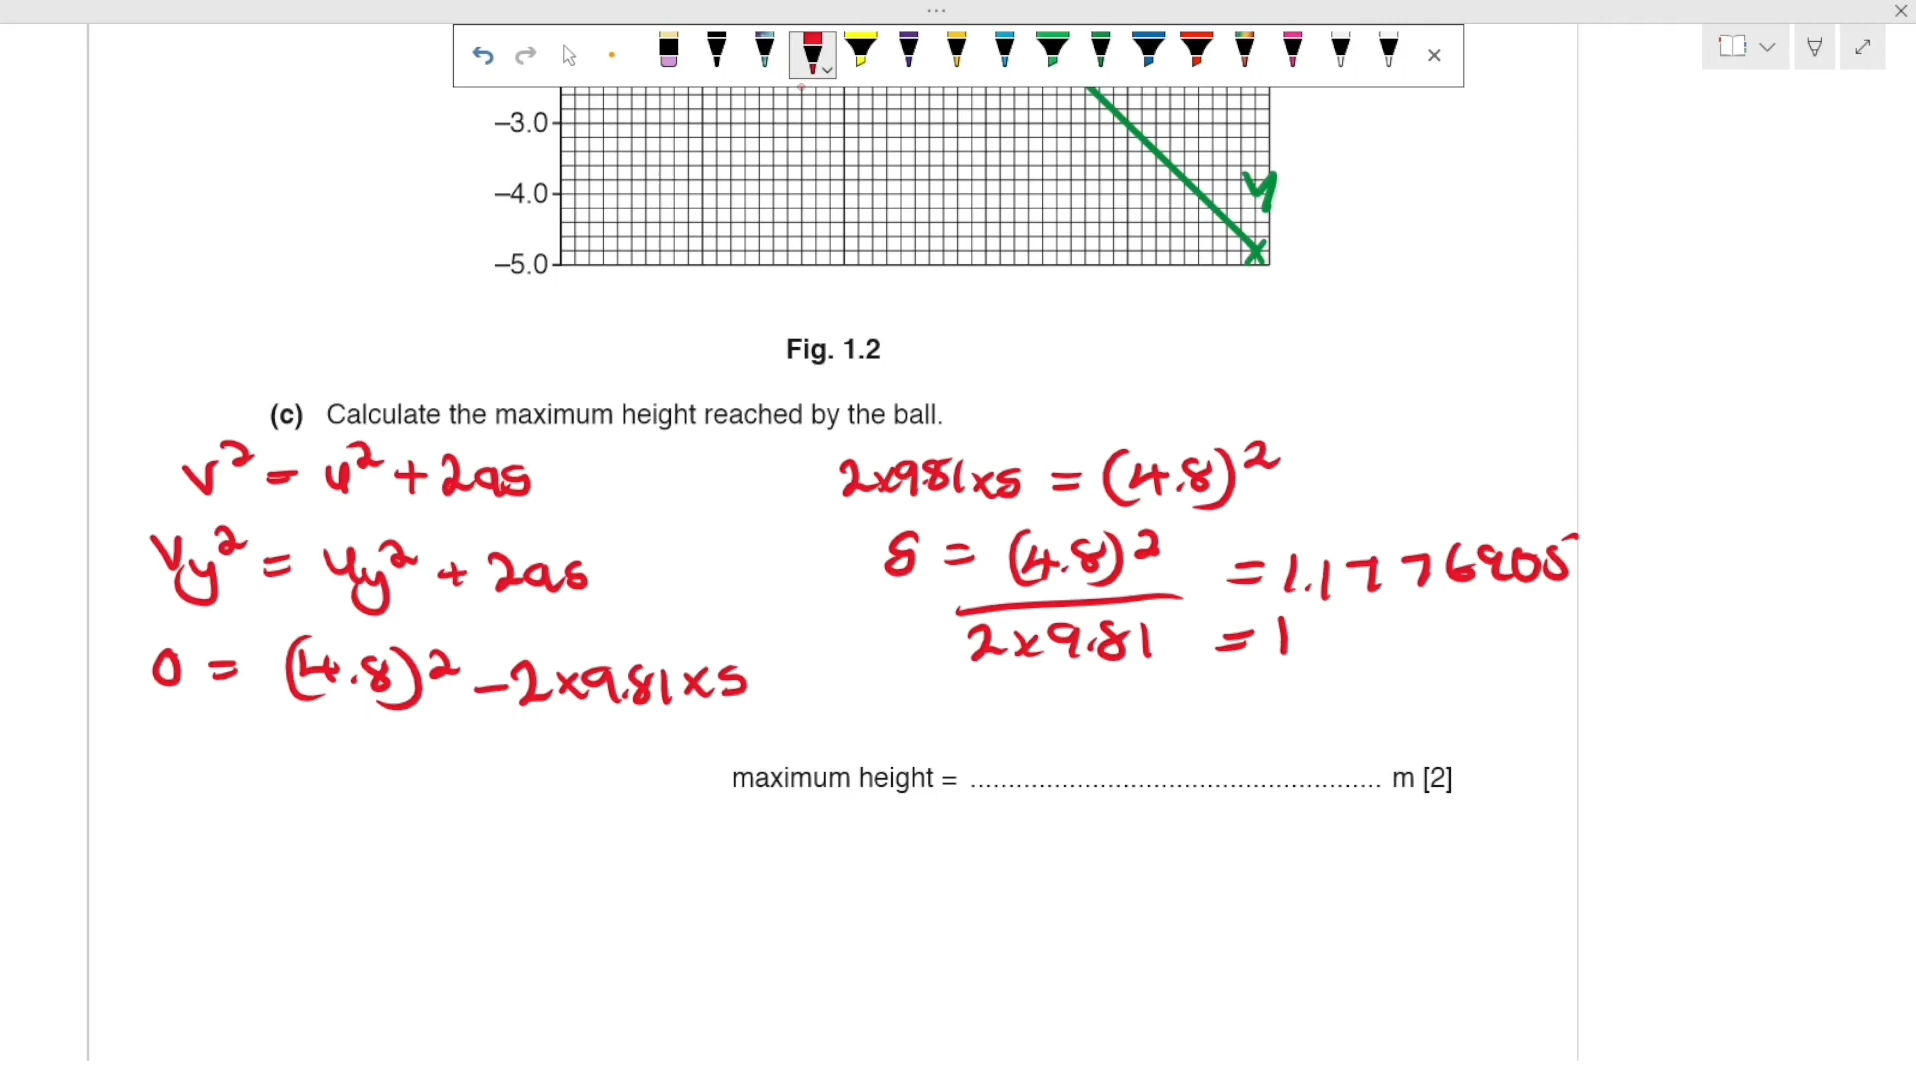 –3.0
–4.0
–5.0
y
Fig. 1.2
(c) Calculate the maximum height reached by the ball.
v² = u² + 2as
Vy² = uy² + 2as
0 = (4.8)² – 2×9.81×s
2×9.81×s = (4.8)²
s = (4.8)² / 2×9.81 = 1.1776905
= 1
maximum height = ........................................................... m [2]